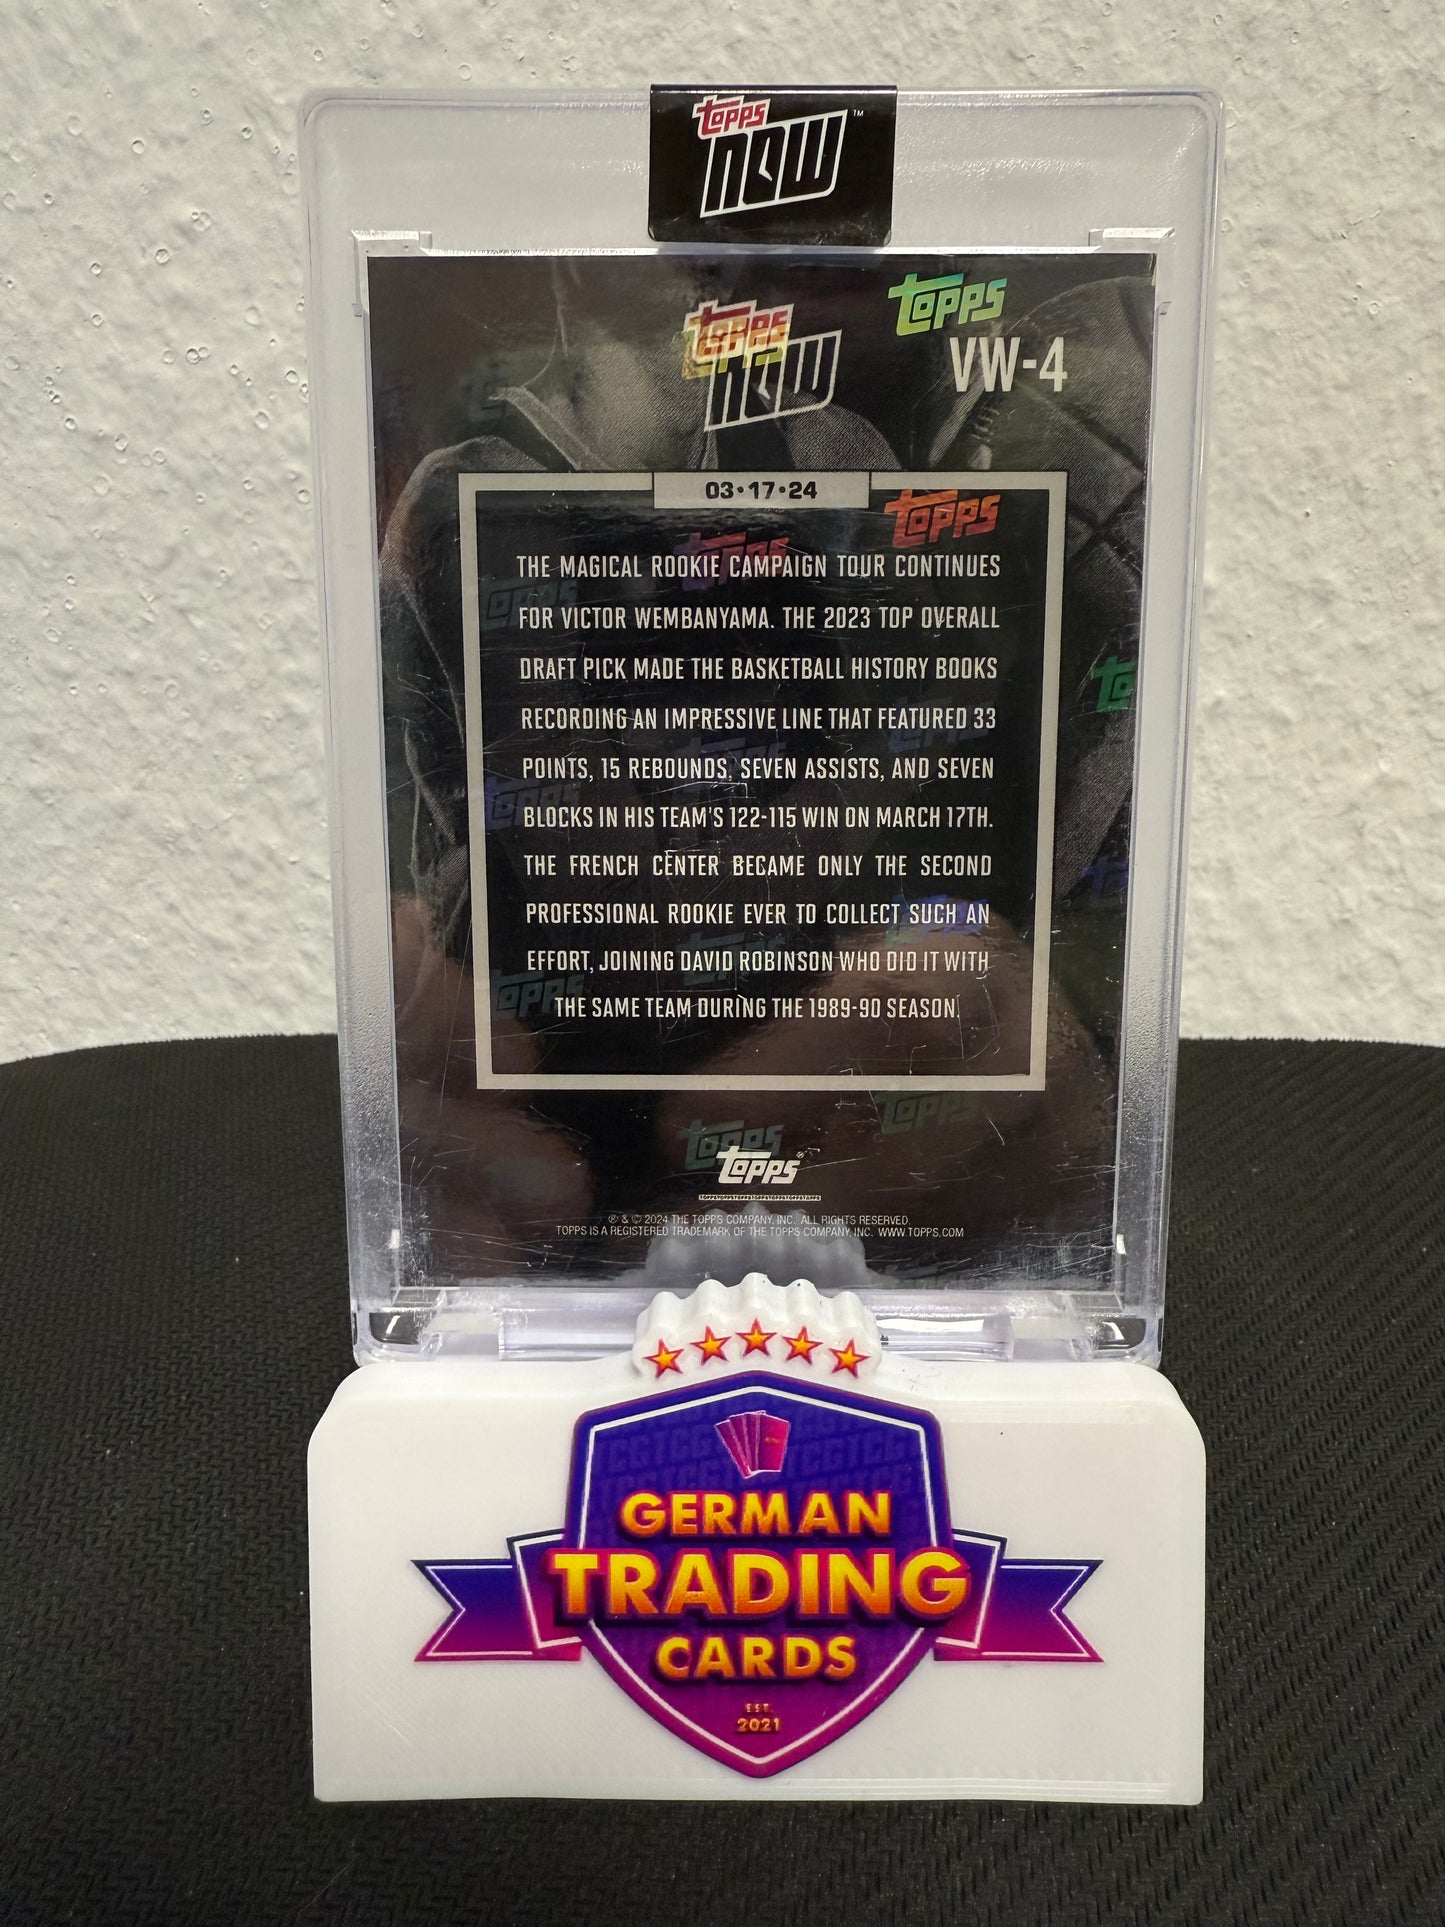 topps
now™
topps
topps
now
VW-4
03•17•24
topps
THE MAGICAL ROOKIE CAMPAIGN TOUR CONTINUES
FOR VICTOR WEMBANYAMA. THE 2023 TOP OVERALL
DRAFT PICK MADE THE BASKETBALL HISTORY BOOKS
RECORDING AN IMPRESSIVE LINE THAT FEATURED 33
POINTS, 15 REBOUNDS, SEVEN ASSISTS, AND SEVEN
BLOCKS IN HIS TEAM'S 122-115 WIN ON MARCH 17TH.
THE FRENCH CENTER BECAME ONLY THE SECOND
PROFESSIONAL ROOKIE EVER TO COLLECT SUCH AN
EFFORT, JOINING DAVID ROBINSON WHO DID IT WITH
THE SAME TEAM DURING THE 1989-90 SEASON.
topps
topps®
® & © 2024 THE TOPPS COMPANY, INC. ALL RIGHTS RESERVED.
TOPPS IS A REGISTERED TRADEMARK OF THE TOPPS COMPANY, INC. WWW.TOPPS.COM
GERMAN
TRADING
CARDS
EST.
2021